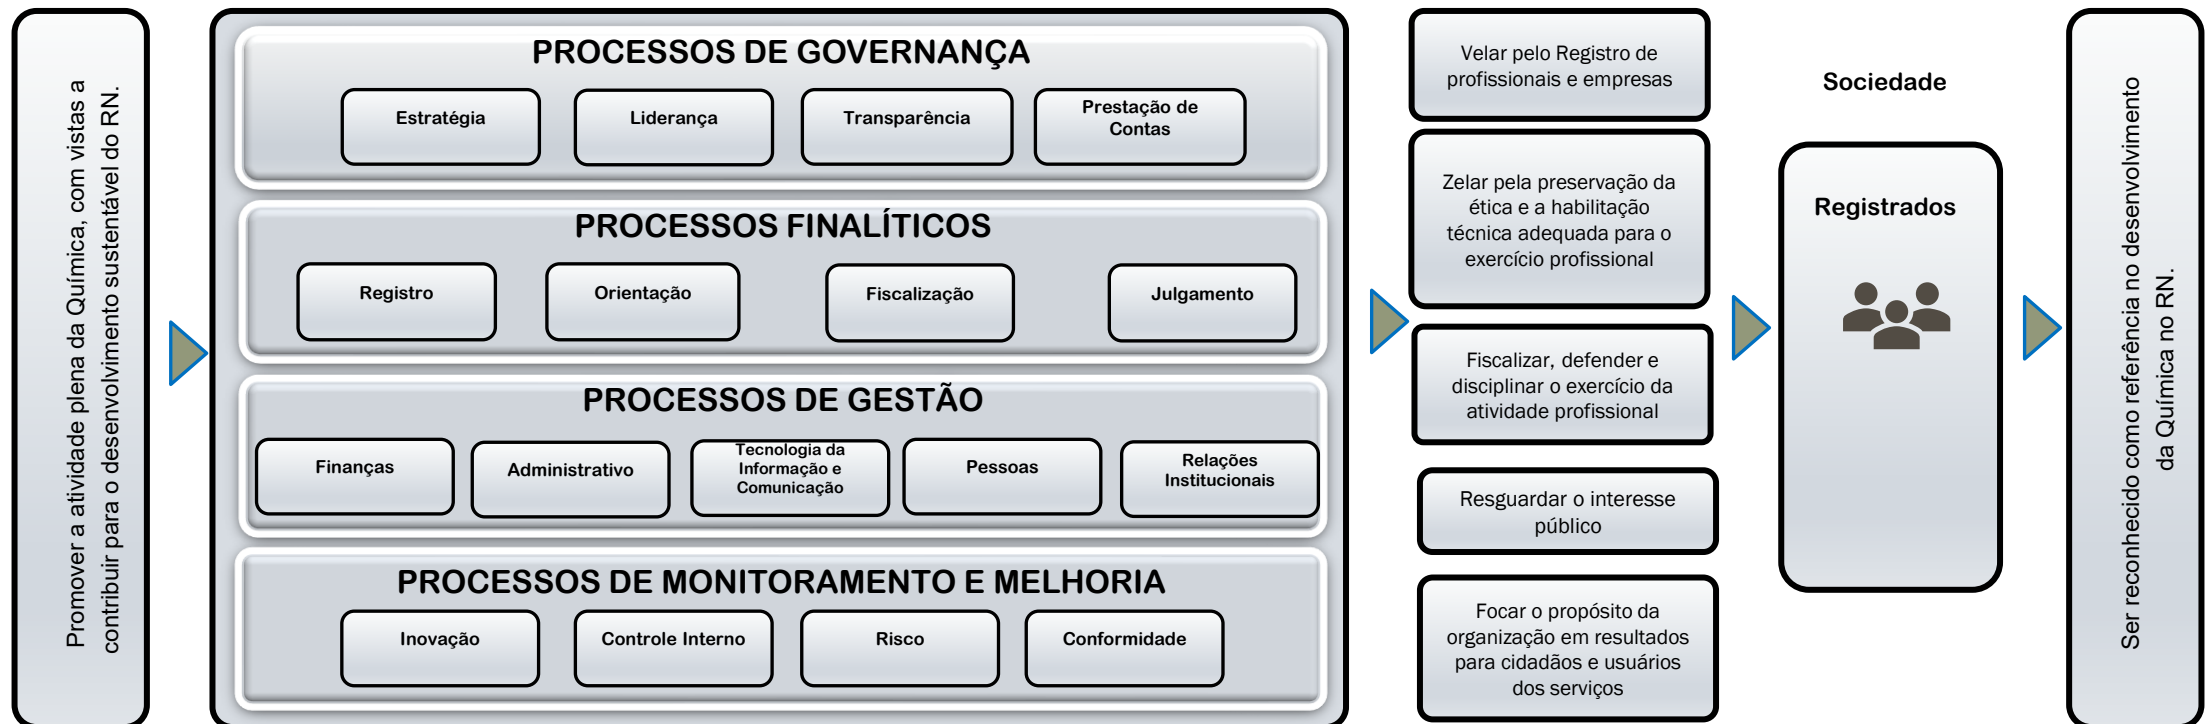 Promover a atividade plena da Química, com vistas a
contribuir para o desenvolvimento sustentável do RN.
PROCESSOS DE GOVERNANÇA
Estratégia
Liderança
Transparência
Prestação de
Contas
PROCESSOS FINALÍTICOS
Registro
Orientação
Fiscalização
Julgamento
PROCESSOS DE GESTÃO
Finanças
Administrativo
Tecnologia da
Informação e
Comunicação
Pessoas
Relações
Institucionais
PROCESSOS DE MONITORAMENTO E MELHORIA
Inovação
Controle Interno
Risco
Conformidade
Velar pelo Registro de
profissionais e empresas
Zelar pela preservação da
ética e a habilitação
técnica adequada para o
exercício profissional
Fiscalizar, defender e
disciplinar o exercício da
atividade profissional
Resguardar o interesse
público
Focar o propósito da
organização em resultados
para cidadãos e usuários
dos serviços
Sociedade
Registrados
Ser reconhecido como referência no desenvolvimento
da Química no RN.